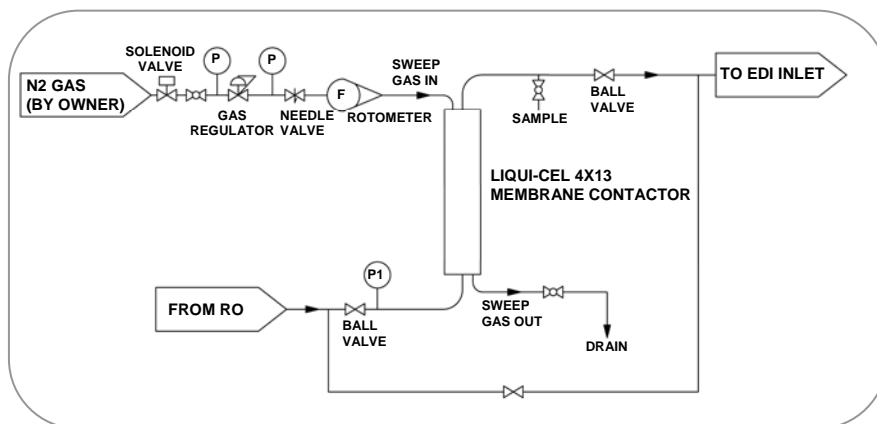 SOLENOID
VALVE
N2 GAS
(BY OWNER)
P
P
GAS
REGULATOR
NEEDLE
VALVE
F
ROTOMETER
SWEEP
GAS IN
SAMPLE
BALL
VALVE
TO EDI INLET
LIQUI-CEL 4X13
MEMBRANE CONTACTOR
FROM RO
P1
BALL
VALVE
SWEEP
GAS OUT
DRAIN